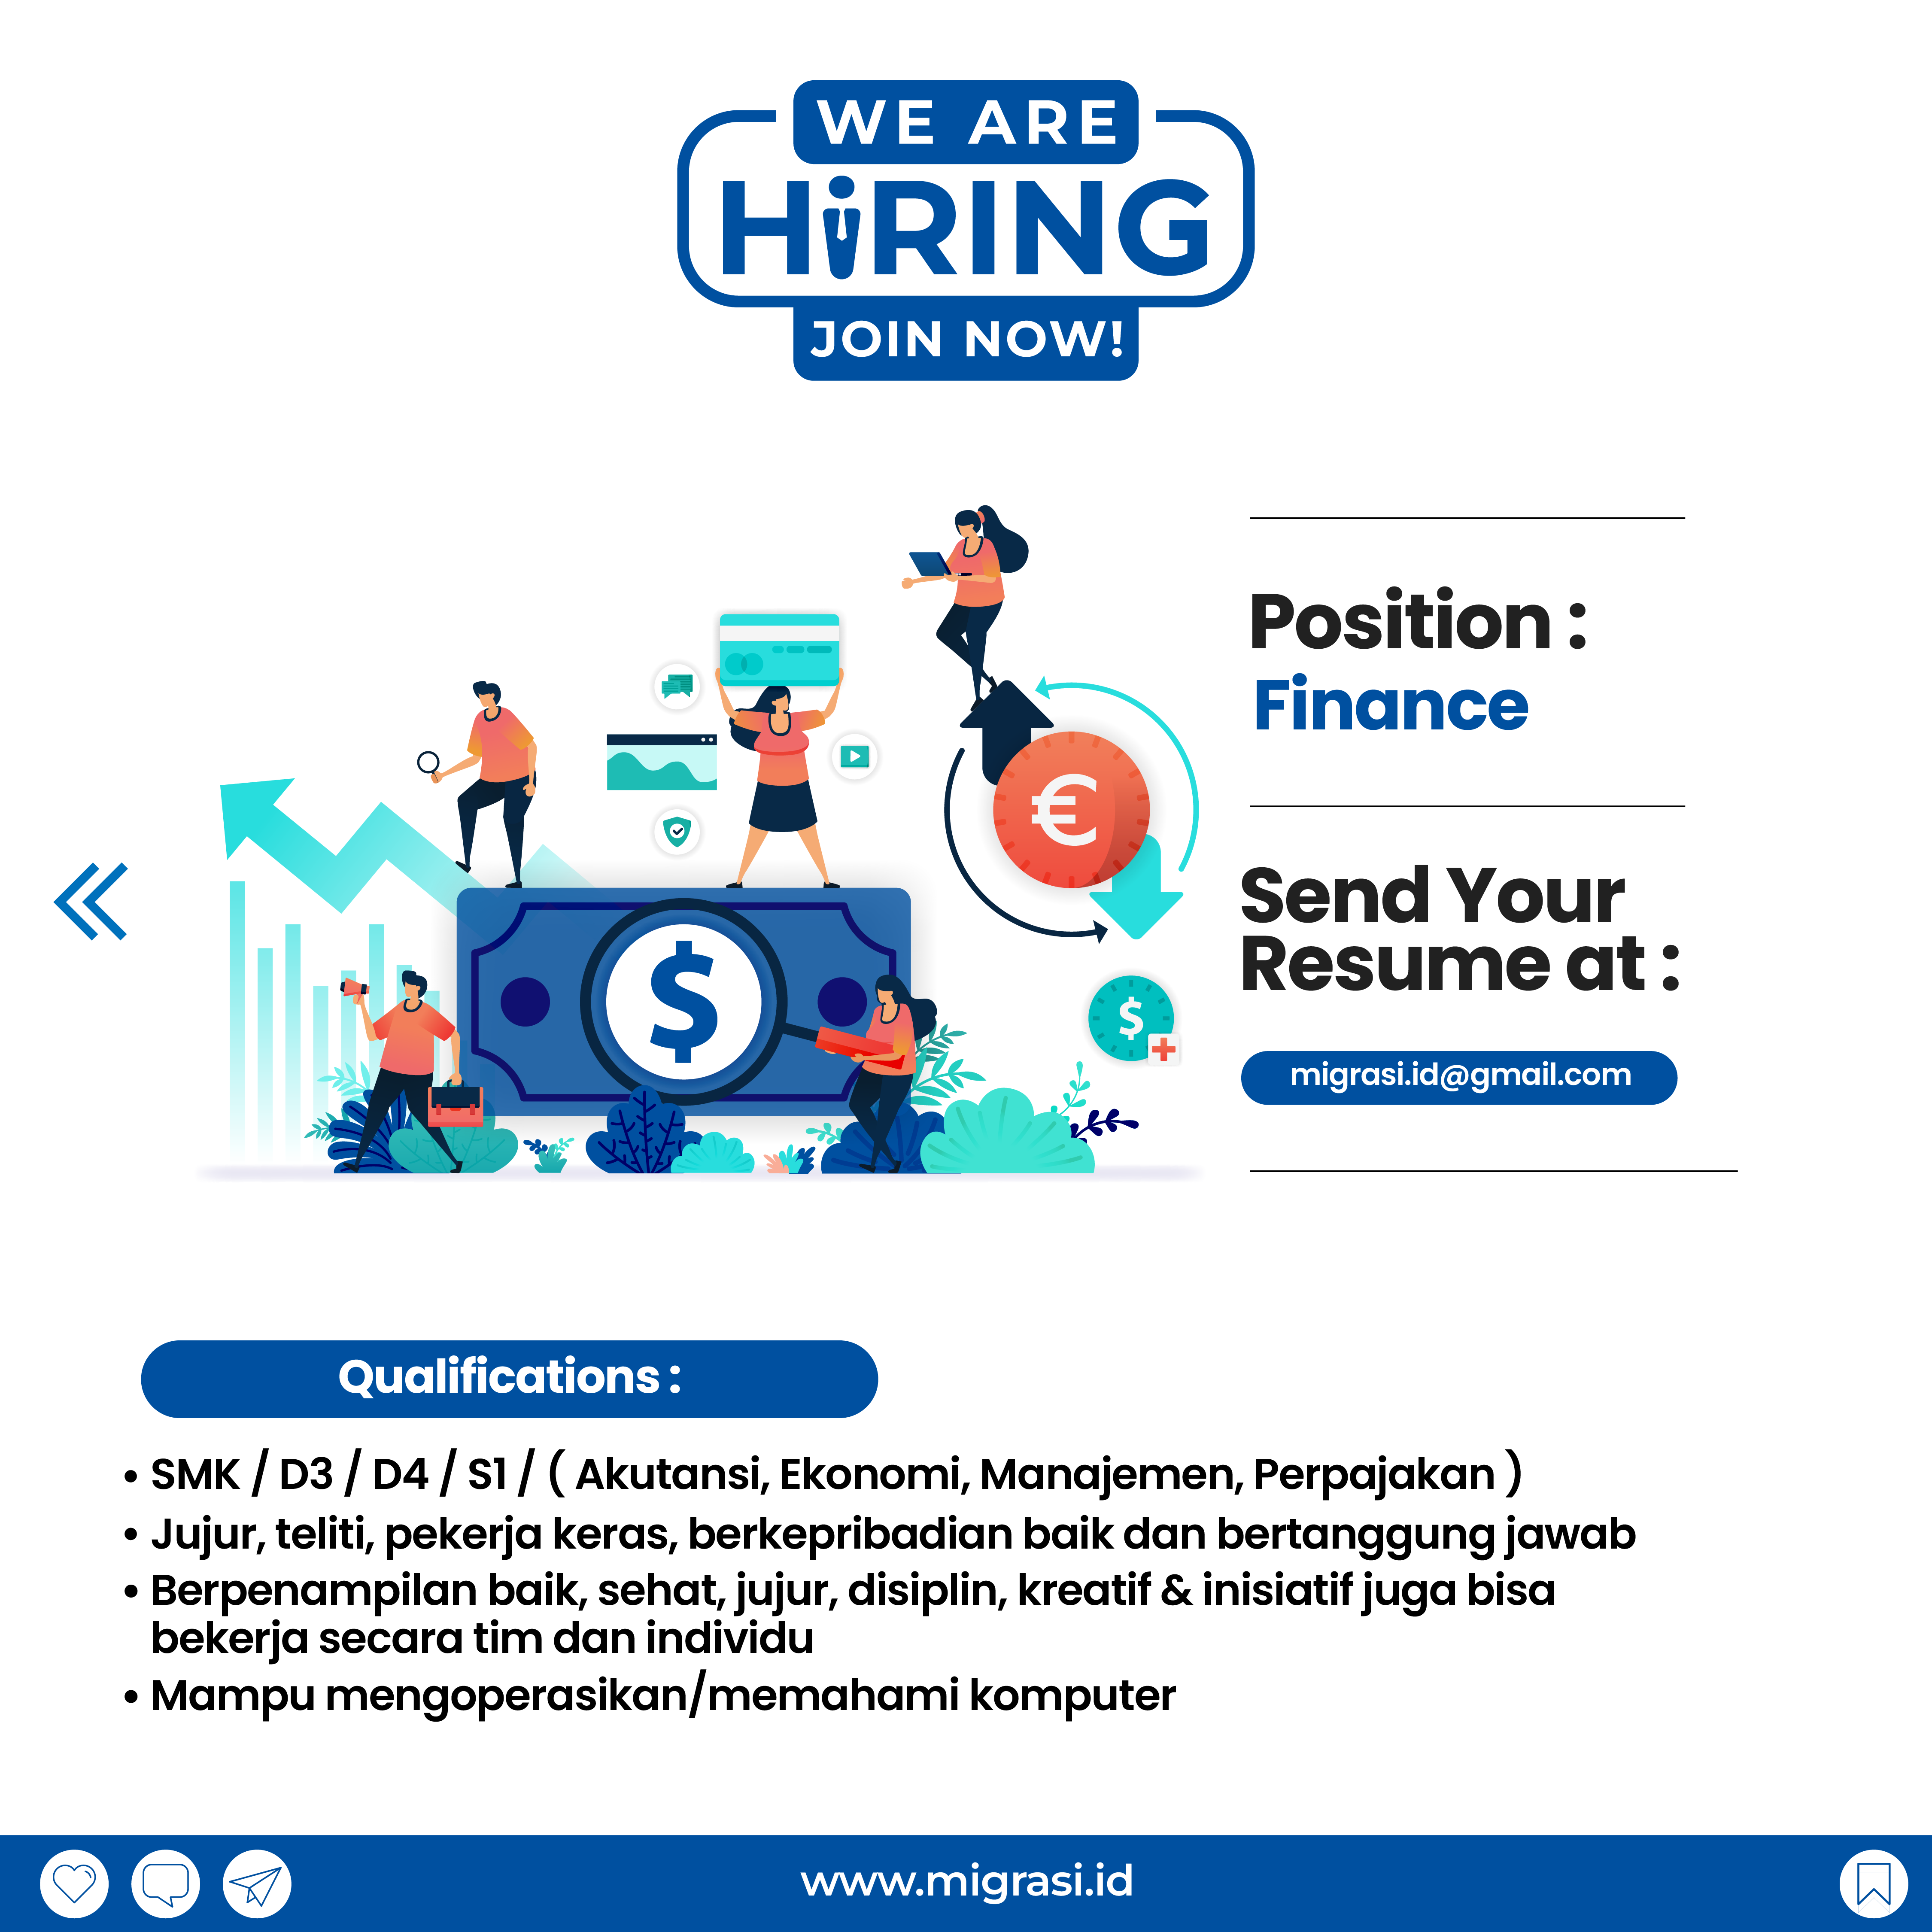 WE ARE
HiRING
JOIN NOW!
Position :
Finance
Send Your
Resume at :
migrasi.id@gmail.com
€
$
$
Qualifications :
• SMK / D3 / D4 / S1 / ( Akutansi, Ekonomi, Manajemen, Perpajakan )
• Jujur, teliti, pekerja keras, berkepribadian baik dan bertanggung jawab
• Berpenampilan baik, sehat, jujur, disiplin, kreatif & inisiatif juga bisa
bekerja secara tim dan individu
• Mampu mengoperasikan/memahami komputer
www.migrasi.id